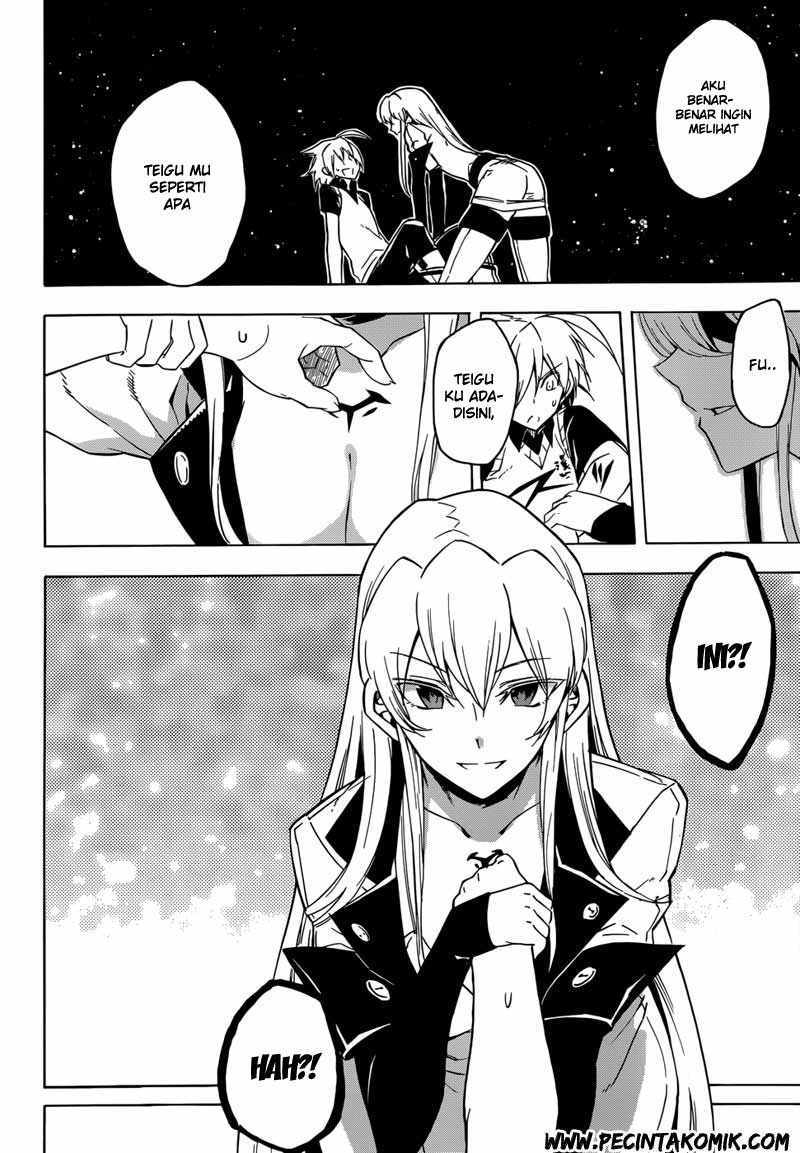 AKU
BENAR-
BENAR INGIN
MELIHAT
TEIGU MU
SEPERTI
APA
FU..
TEIGU
KU ADA-
DISINI,
INI?!
HAH?!
WWW.PECINTAKOMIK.COM